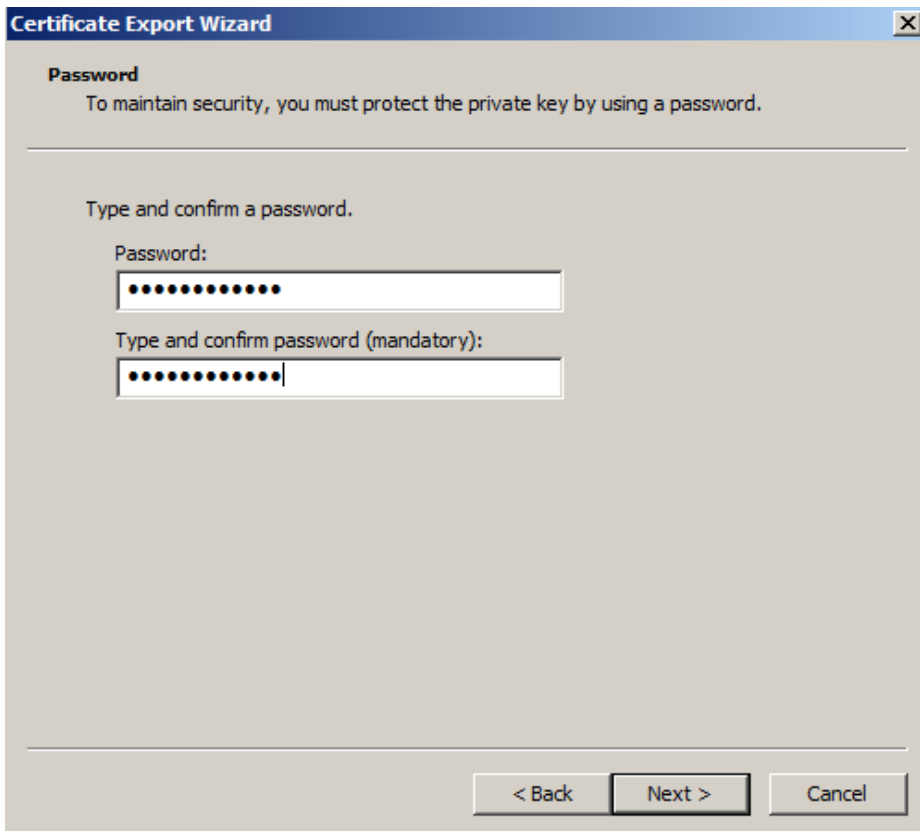 Certificate Export Wizard
Password
To maintain security, you must protect the private key by using a password.
Type and confirm a password.
Password:
●●●●●●●●●●●●
Type and confirm password (mandatory):
●●●●●●●●●●●●
< Back Next > Cancel